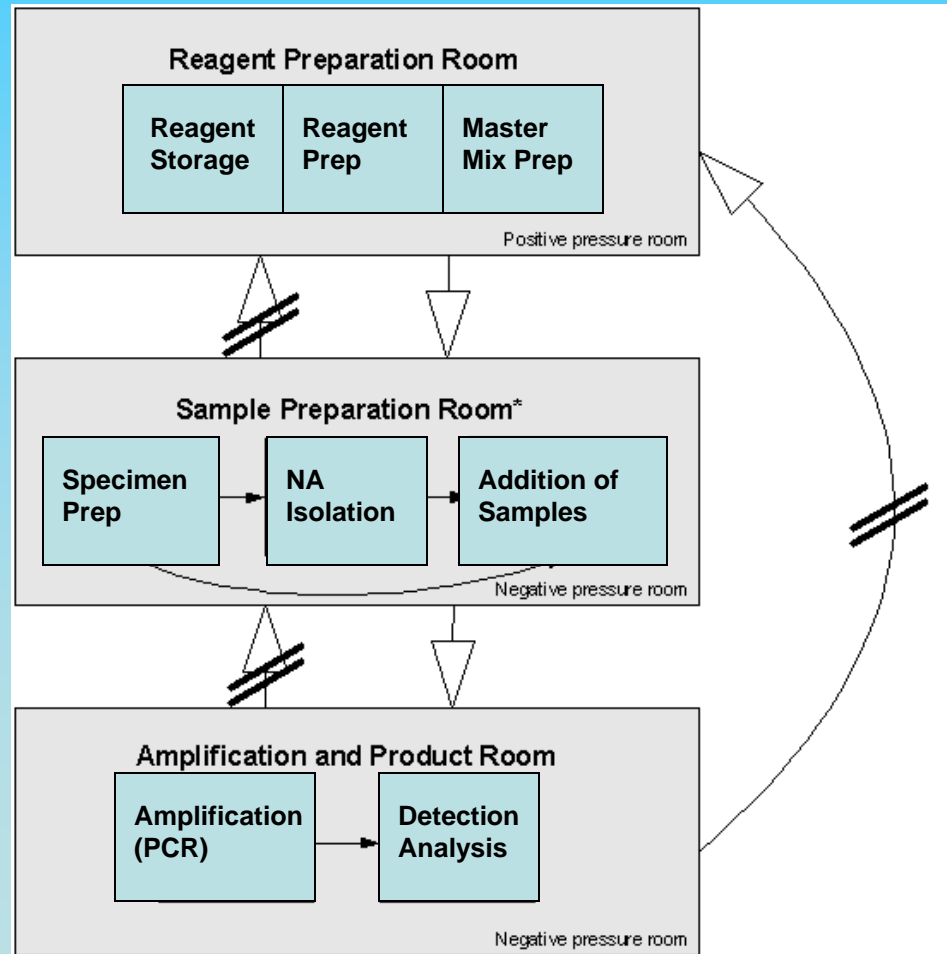 Reagent Preparation Room
Reagent
Storage
Reagent
Prep
Master
Mix Prep
Positive pressure room
Sample Preparation Room*
Specimen
Prep
NA
Isolation
Addition of
Samples
Negative pressure room
Amplification and Product Room
Amplification
(PCR)
Detection
Analysis
Negative pressure room